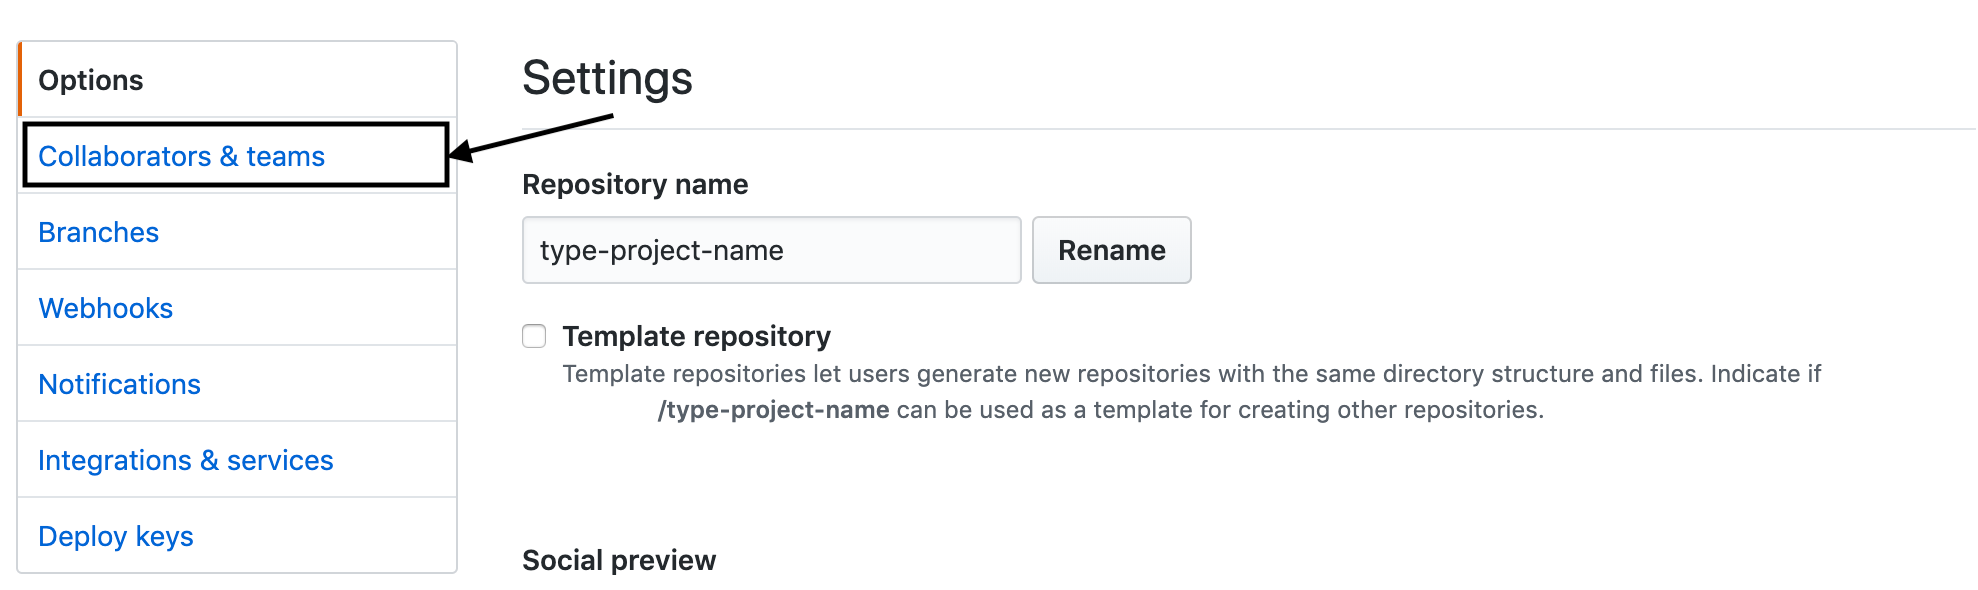 Options
Collaborators & teams
Branches
Webhooks
Notifications
Integrations & services
Deploy keys
Settings
Repository name
type-project-name
Rename
Template repository
Template repositories let users generate new repositories with the same directory structure and files. Indicate if
/type-project-name can be used as a template for creating other repositories.
Social preview